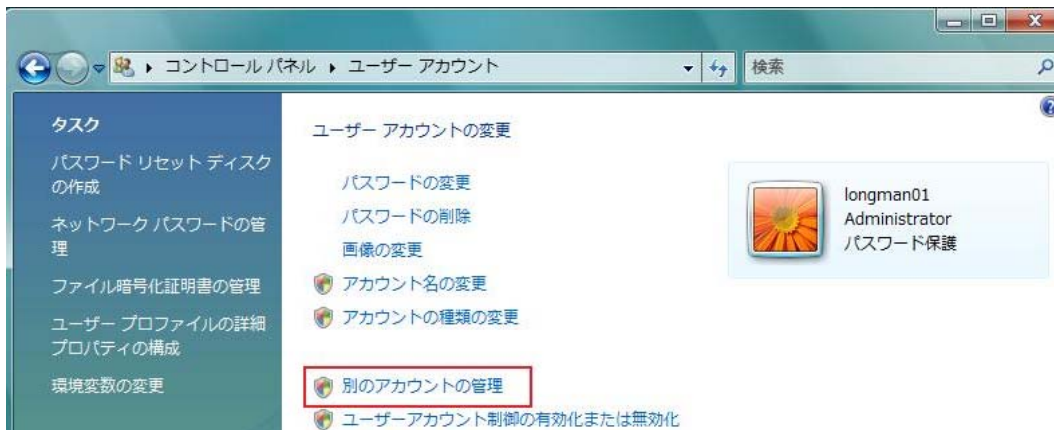 コントロール パネル ▸ ユーザー アカウント
検索
タスク
パスワード リセット ディスク
の作成
ネットワーク パスワードの管
理
ファイル暗号化証明書の管理
ユーザー プロファイルの詳細
プロパティの構成
環境変数の変更
ユーザー アカウントの変更
パスワードの変更
パスワードの削除
画像の変更
アカウント名の変更
アカウントの種類の変更
別のアカウントの管理
ユーザーアカウント制御の有効化または無効化
longman01
Administrator
パスワード保護